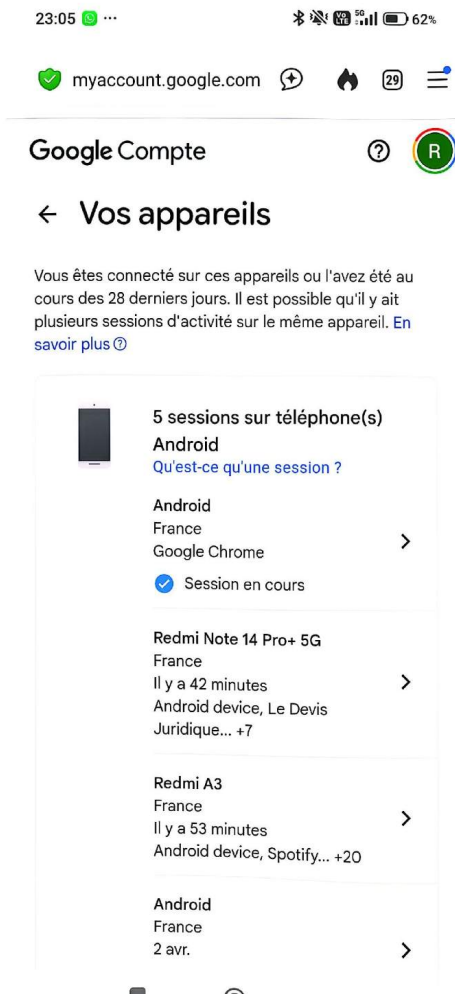 23:05 ...
Vo LTE 5G 62%
myaccount.google.com 29
Google Compte R
← Vos appareils
Vous êtes connecté sur ces appareils ou l'avez été au
cours des 28 derniers jours. Il est possible qu'il y ait
plusieurs sessions d'activité sur le même appareil. En
savoir plus
5 sessions sur téléphone(s)
Android
Qu'est-ce qu'une session ?
Android
France
Google Chrome
Session en cours
Redmi Note 14 Pro+ 5G
France
Il y a 42 minutes
Android device, Le Devis
Juridique... +7
Redmi A3
France
Il y a 53 minutes
Android device, Spotify... +20
Android
France
2 avr.